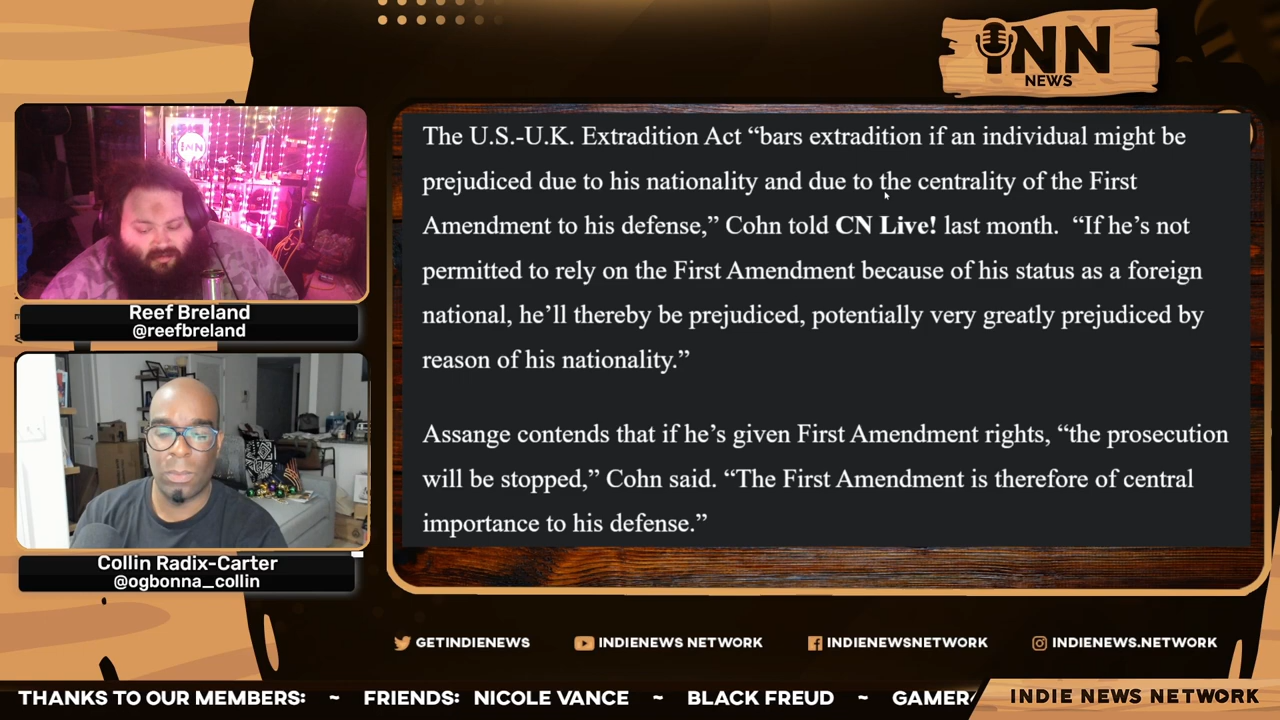 INN
NEWS
The U.S.-U.K. Extradition Act “bars extradition if an individual might be
prejudiced due to his nationality and due to the centrality of the First
Amendment to his defense,” Cohn told CN Live! last month. “If he’s not
permitted to rely on the First Amendment because of his status as a foreign
national, he’ll thereby be prejudiced, potentially very greatly prejudiced by
reason of his nationality.”
Assange contends that if he’s given First Amendment rights, “the prosecution
will be stopped,” Cohn said. “The First Amendment is therefore of central
importance to his defense.”
INN
Reef Breland
@reefbreland
Collin Radix-Carter
@ogbonna_collin
GETINDIENEWS
INDIENEWS NETWORK
INDIENEWSNETWORK
INDIENEWS.NETWORK
THANKS TO OUR MEMBERS: ~ FRIENDS: NICOLE VANCE ~ BLACK FREUD ~ GAMER
INDIE NEWS NETWORK